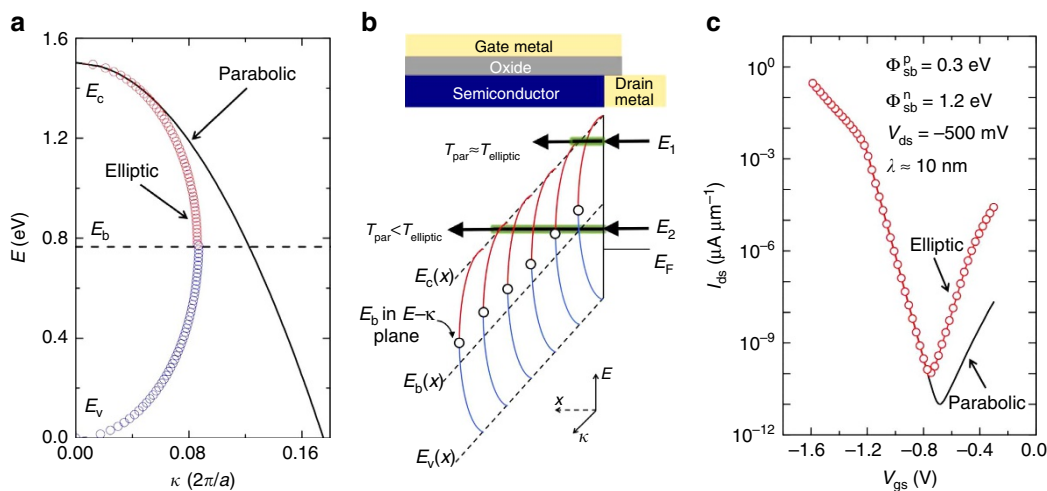 a
1.6
1.2
0.8
0.4
0.0
E (eV)
E_c
Parabolic
Elliptic
E_b
E_v
0.00
0.08
0.16
κ (2π/a)
b
Gate metal
Oxide
Semiconductor
Drain
metal
T_par≈T_elliptic
E_1
T_par<T_elliptic
E_2
E_F
E_c(x)
E_b in E–κ
plane
E_b(x)
E_v(x)
E
x
κ
c
10^0
10^−3
10^−6
10^−9
10^−12
I_ds (μA μm^−1)
Φ_sb^p = 0.3 eV
Φ_sb^n = 1.2 eV
V_ds = −500 mV
λ ≈ 10 nm
Elliptic
Parabolic
−1.6
−1.2
−0.8
−0.4
0.0
V_gs (V)